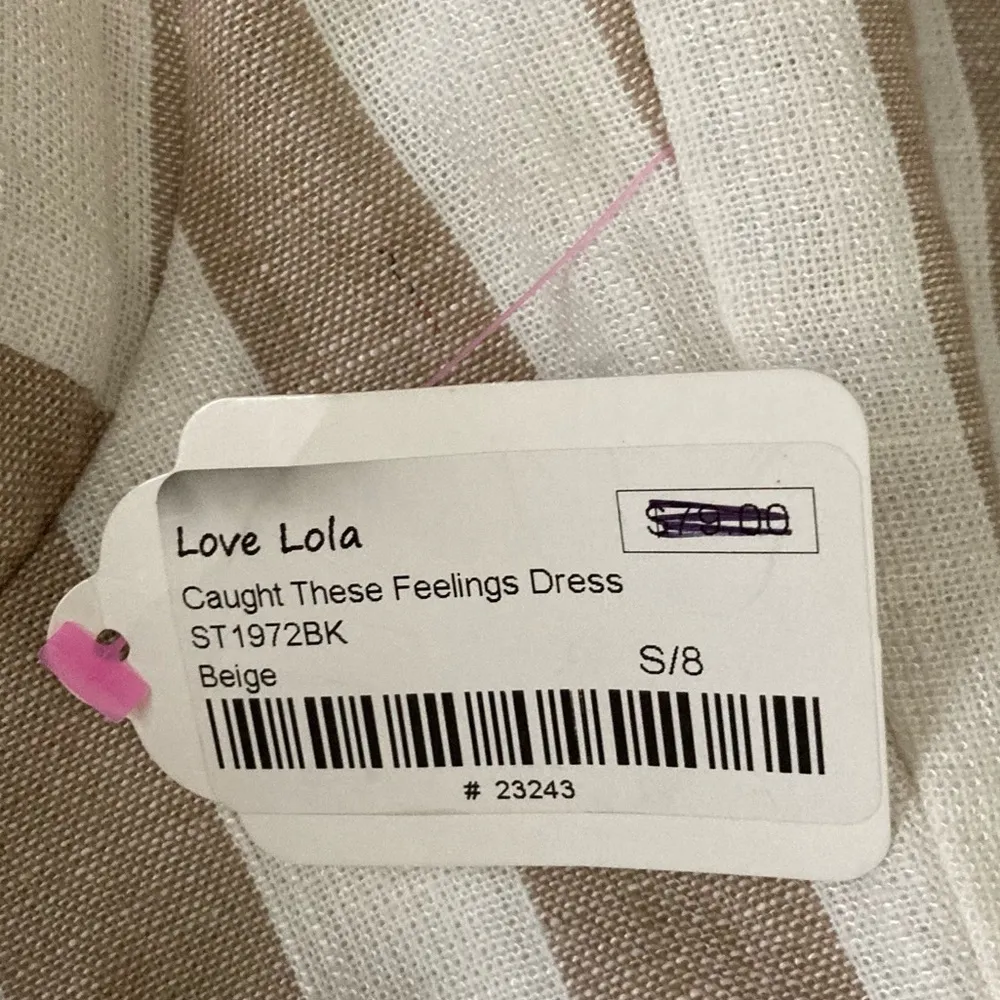 Love Lola
$79.00
Caught These Feelings Dress
ST1972BK
Beige
S/8
# 23243